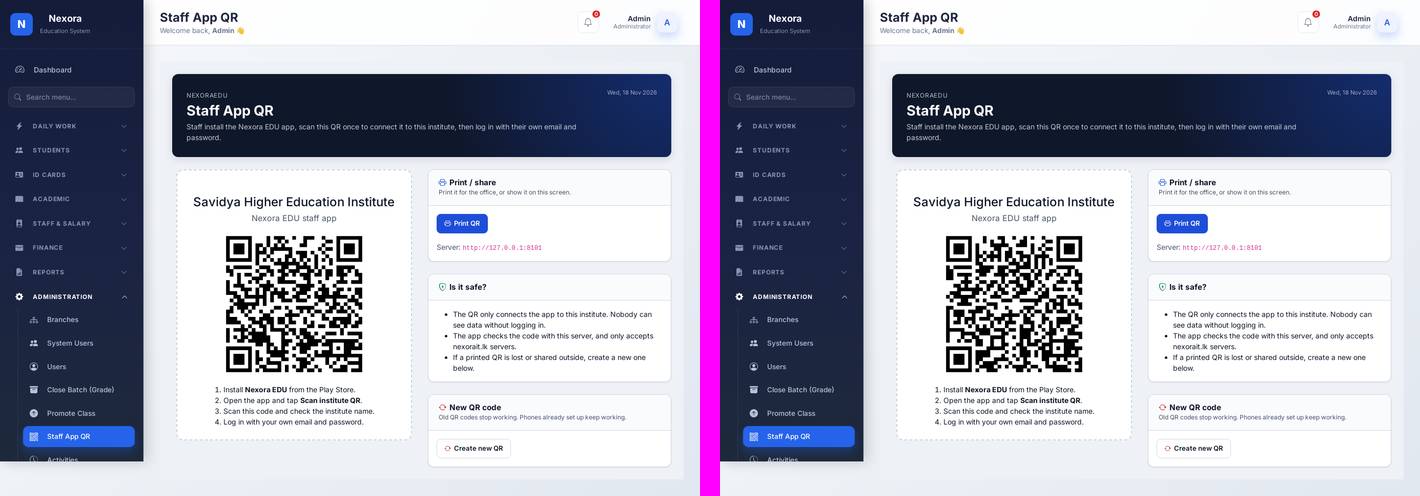 N
Nexora
Education System
Dashboard
Search menu...
DAILY WORK
STUDENTS
ID CARDS
ACADEMIC
STAFF & SALARY
FINANCE
REPORTS
ADMINISTRATION
Branches
System Users
Users
Close Batch (Grade)
Promote Class
Staff App QR
Activities
Staff App QR
Welcome back, Admin 👋
0
Admin
Administrator
A
NEXORAEDU
Wed, 18 Nov 2026
Staff App QR
Staff install the Nexora EDU app, scan this QR once to connect it to this institute, then log in with their own email and
password.
Savidya Higher Education Institute
Nexora EDU staff app
1. Install Nexora EDU from the Play Store.
2. Open the app and tap Scan institute QR.
3. Scan this code and check the institute name.
4. Log in with your own email and password.
Print / share
Print it for the office, or show it on this screen.
Print QR
Server: http://127.0.0.1:8101
Is it safe?
• The QR only connects the app to this institute. Nobody can
see data without logging in.
• The app checks the code with this server, and only accepts
nexorait.lk servers.
• If a printed QR is lost or shared outside, create a new one
below.
New QR code
Old QR codes stop working. Phones already set up keep working.
Create new QR
N
Nexora
Education System
Dashboard
Search menu...
DAILY WORK
STUDENTS
ID CARDS
ACADEMIC
STAFF & SALARY
FINANCE
REPORTS
ADMINISTRATION
Branches
System Users
Users
Close Batch (Grade)
Promote Class
Staff App QR
Activities
Staff App QR
Welcome back, Admin 👋
0
Admin
Administrator
A
NEXORAEDU
Wed, 18 Nov 2026
Staff App QR
Staff install the Nexora EDU app, scan this QR once to connect it to this institute, then log in with their own email and
password.
Savidya Higher Education Institute
Nexora EDU staff app
1. Install Nexora EDU from the Play Store.
2. Open the app and tap Scan institute QR.
3. Scan this code and check the institute name.
4. Log in with your own email and password.
Print / share
Print it for the office, or show it on this screen.
Print QR
Server: http://127.0.0.1:8101
Is it safe?
• The QR only connects the app to this institute. Nobody can
see data without logging in.
• The app checks the code with this server, and only accepts
nexorait.lk servers.
• If a printed QR is lost or shared outside, create a new one
below.
New QR code
Old QR codes stop working. Phones already set up keep working.
Create new QR